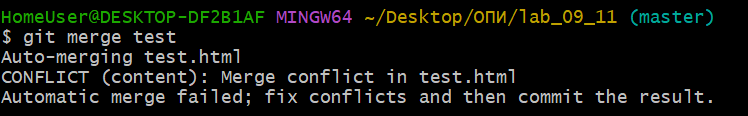 HomeUser@DESKTOP-DF2B1AF MINGW64 ~/Desktop/ОПИ/lab_09_11 (master)
$ git merge test
Auto-merging test.html
CONFLICT (content): Merge conflict in test.html
Automatic merge failed; fix conflicts and then commit the result.